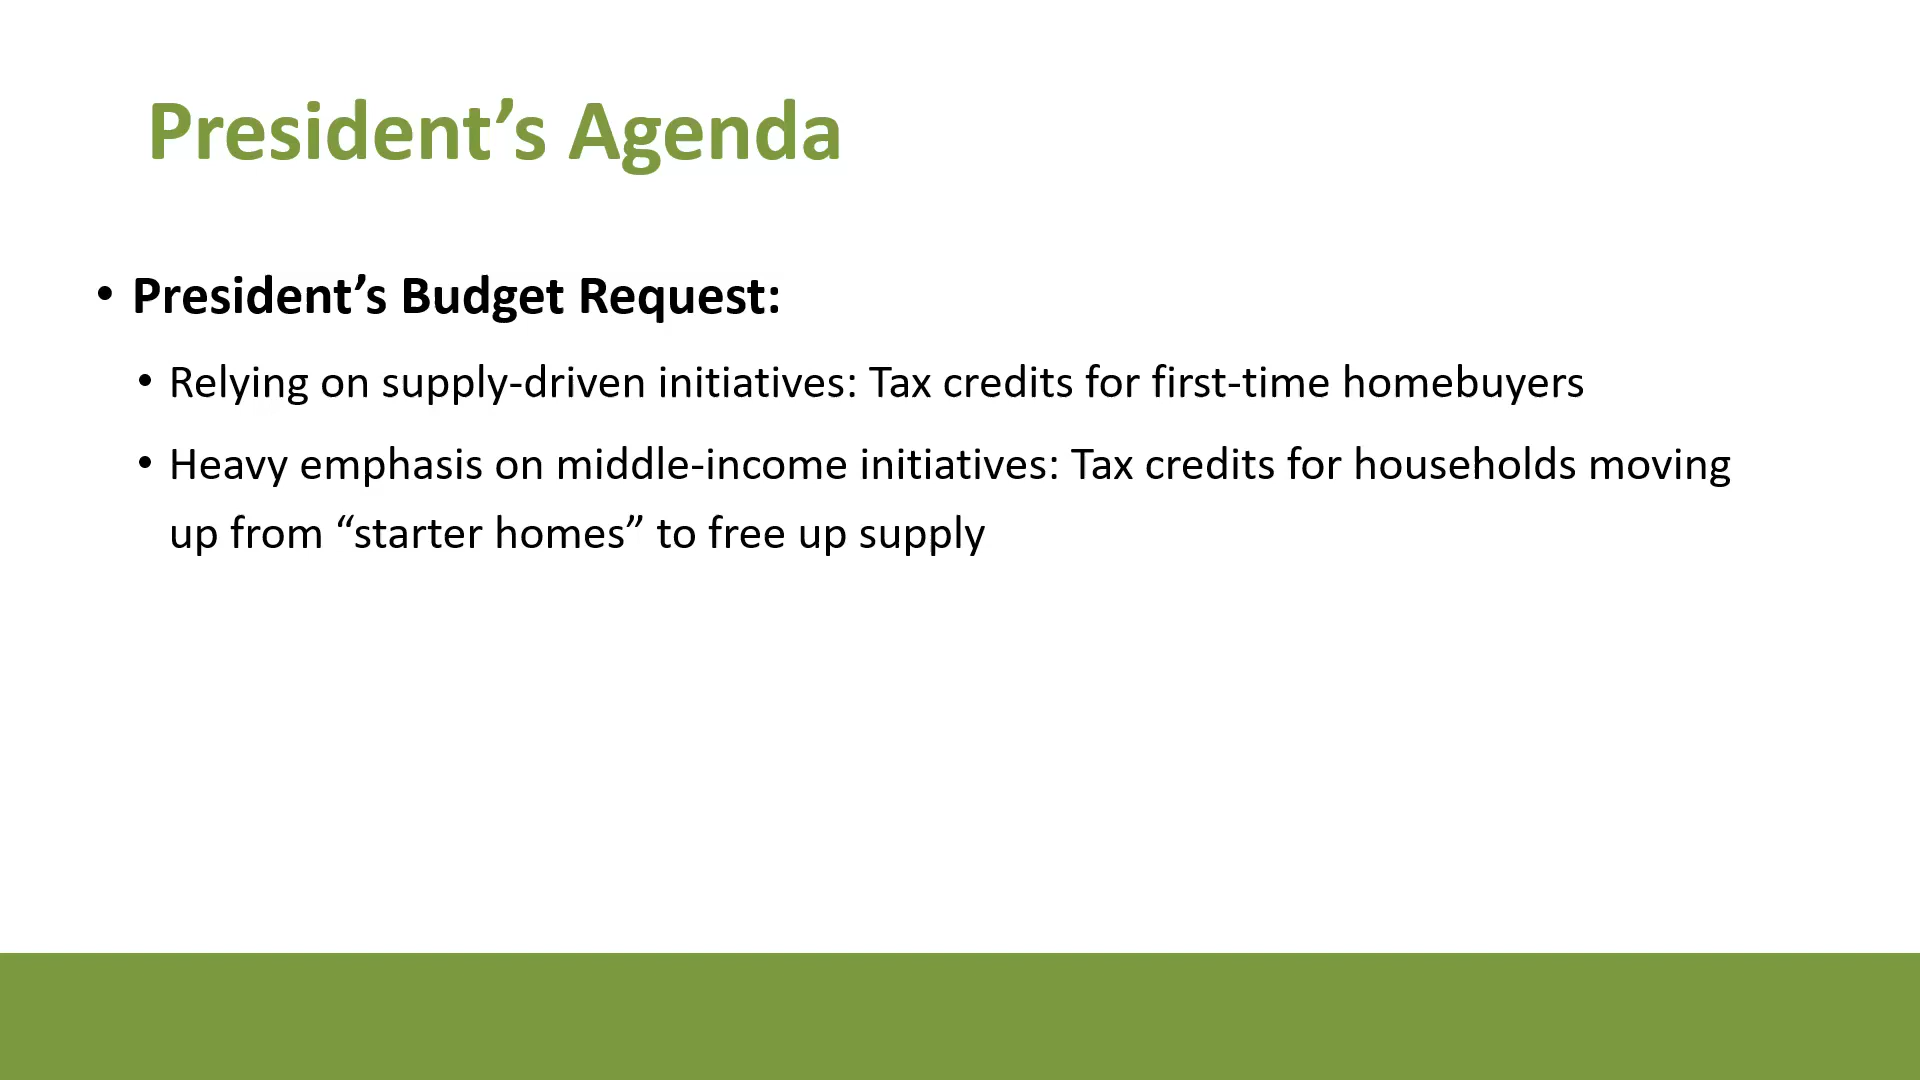 President’s Agenda
• President’s Budget Request:
• Relying on supply-driven initiatives: Tax credits for first-time homebuyers
• Heavy emphasis on middle-income initiatives: Tax credits for households moving
up from “starter homes” to free up supply